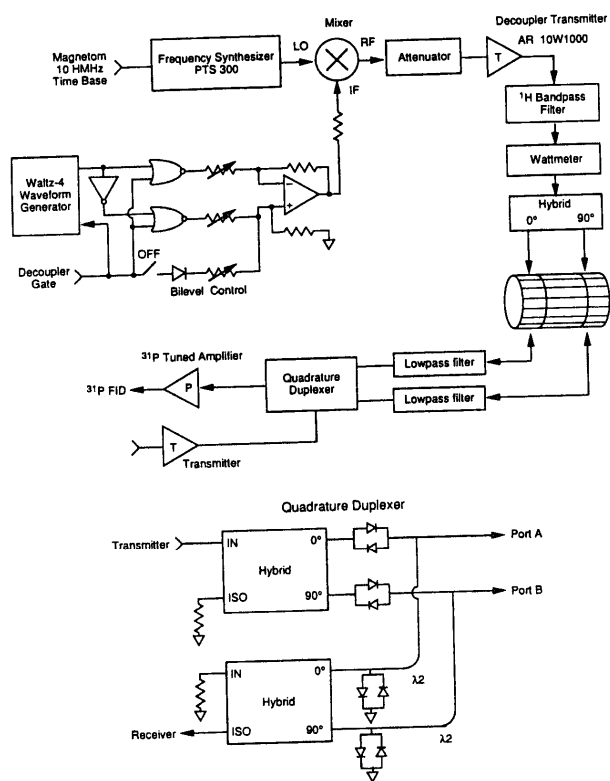 Mixer
Decoupler Transmitter
AR 10W1000
Magnetom
10 HMHz
Time Base
Frequency Synthesizer
PTS 300
LO
RF
IF
Attenuator
T
¹H Bandpass
Filter
Wattmeter
Hybrid
0° 90°
Waltz-4
Waveform
Generator
−
+
OFF
Decoupler
Gate
Bilevel Control
³¹P Tuned Amplifier
³¹P FID
P
Quadrature
Duplexer
Lowpass filter
Lowpass filter
T
Transmitter
Quadrature Duplexer
Transmitter
IN
0°
Hybrid
ISO
90°
Port A
Port B
IN
0°
Hybrid
λ2
Receiver
ISO
90°
λ2